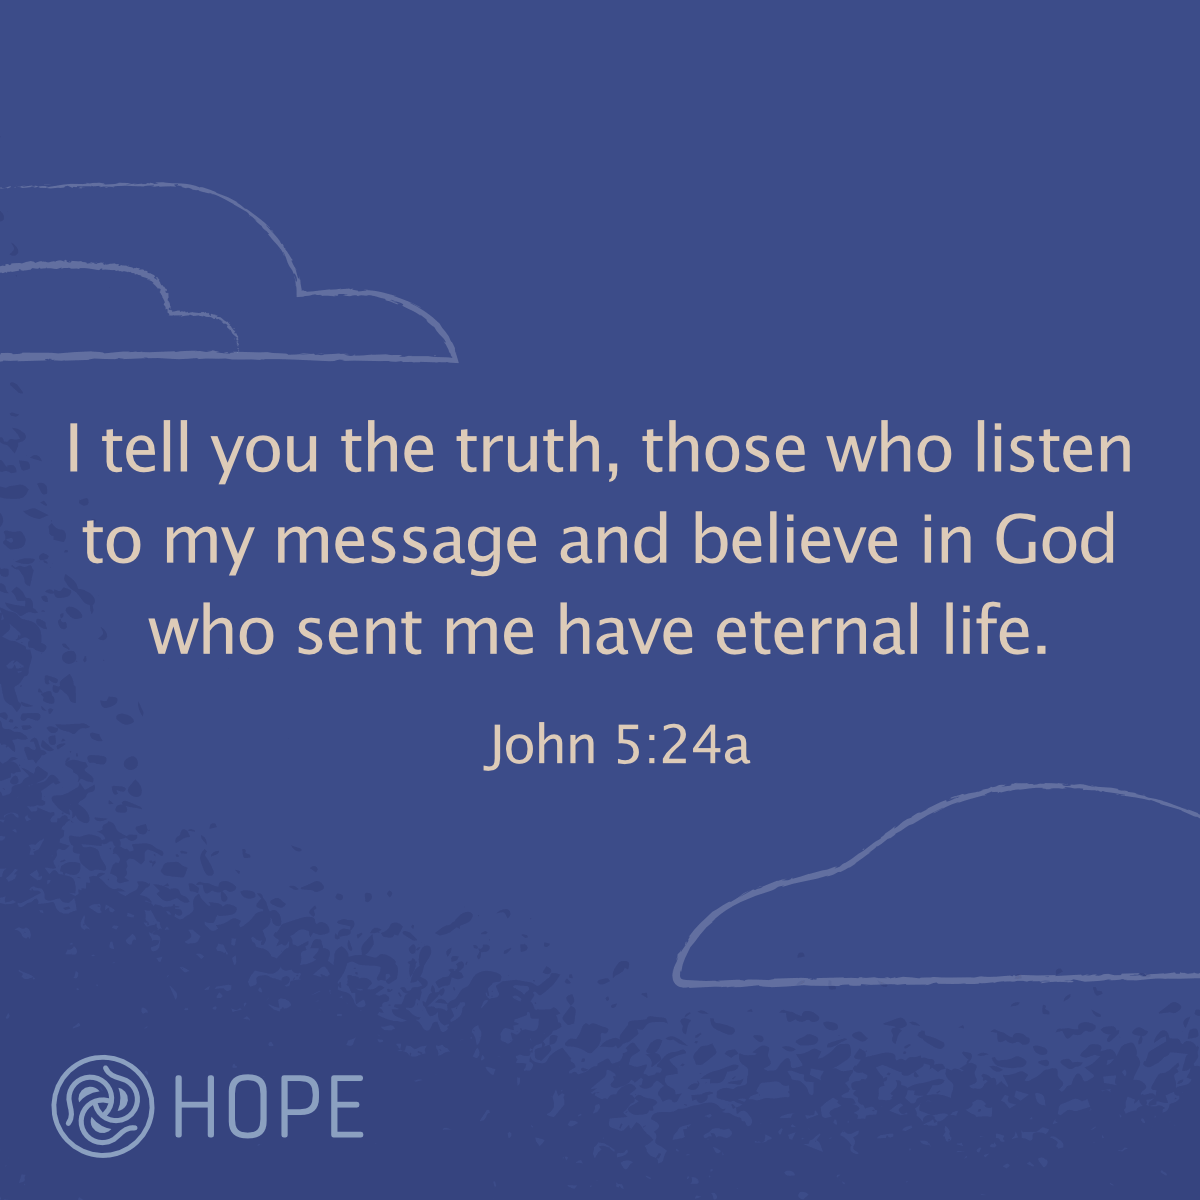 I tell you the truth, those who listen
to my message and believe in God
who sent me have eternal life.
John 5:24a
HOPE